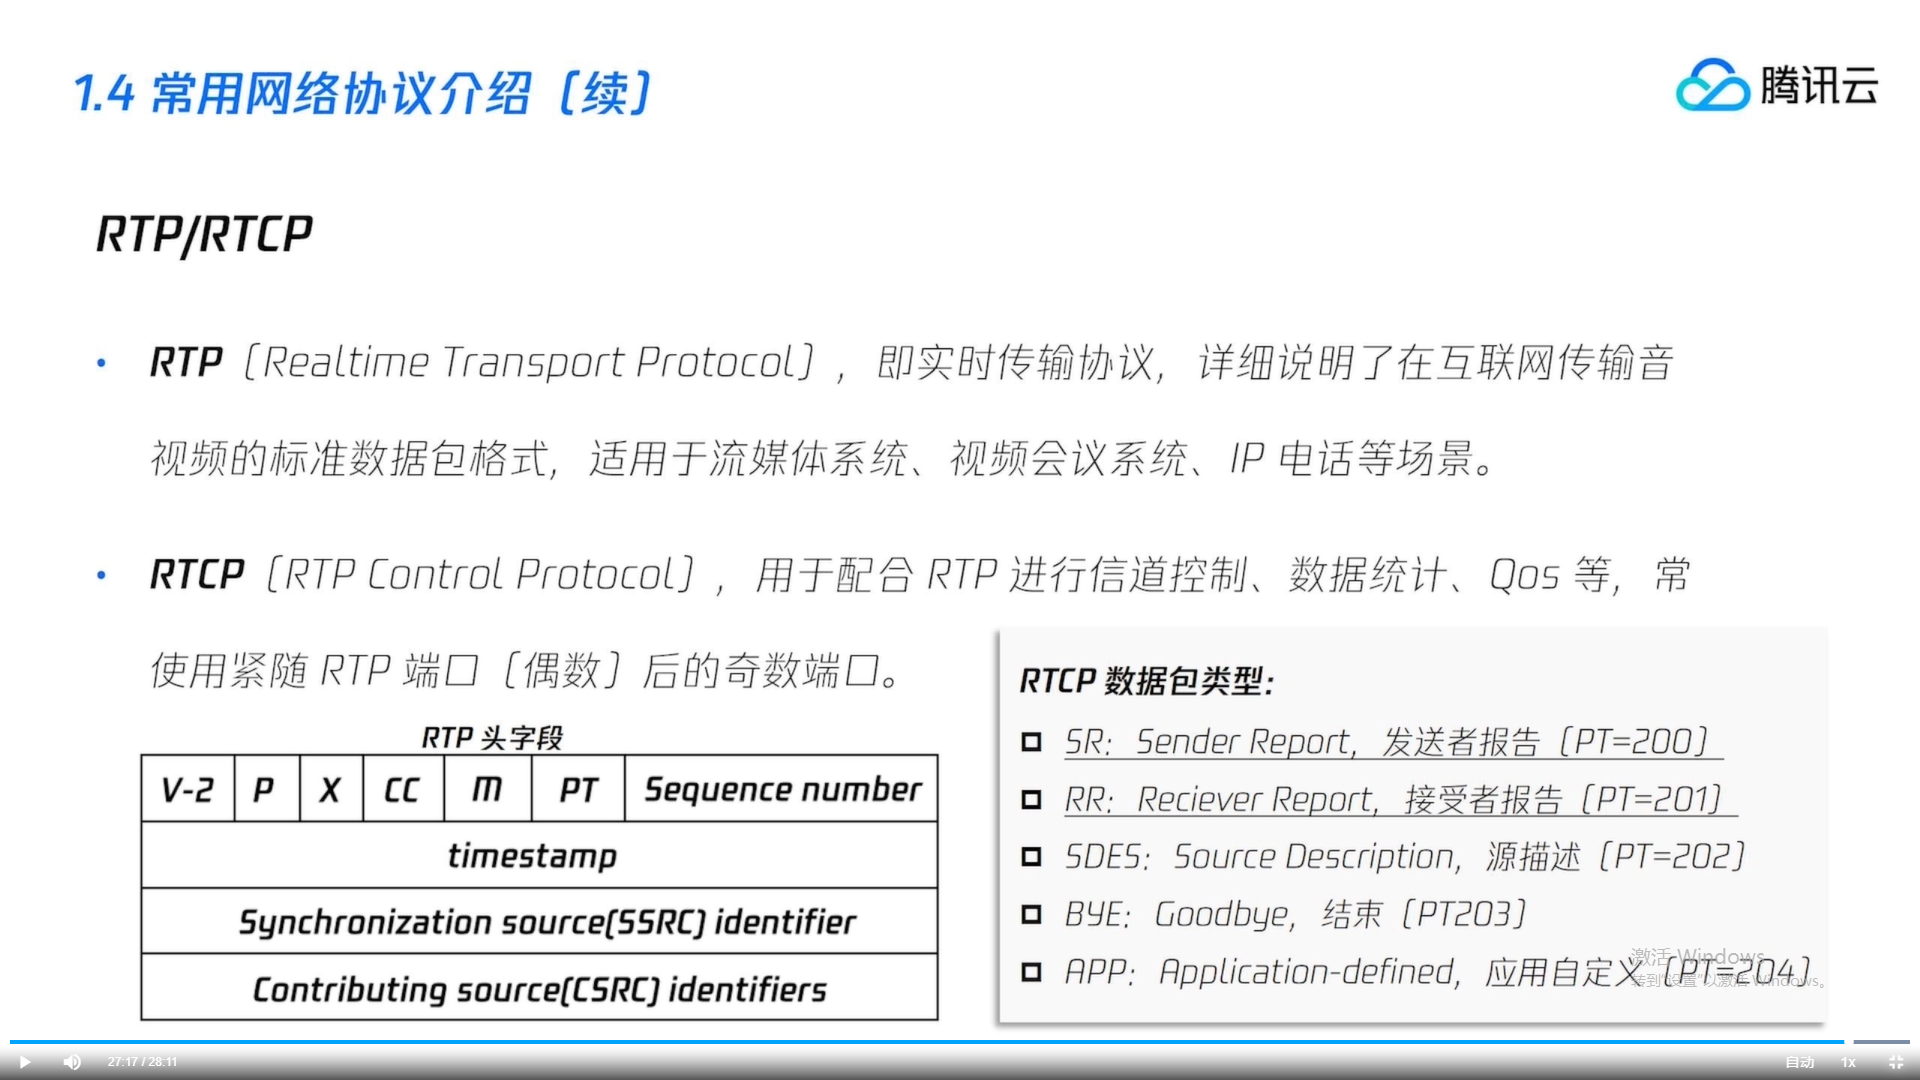 1.4 常用网络协议介绍（续）
腾讯云
RTP/RTCP
• RTP（Realtime Transport Protocol），即实时传输协议，详细说明了在互联网传输音
视频的标准数据包格式，适用于流媒体系统、视频会议系统、IP 电话等场景。
• RTCP（RTP Control Protocol），用于配合 RTP 进行信道控制、数据统计、Qos 等，常
使用紧随 RTP 端口（偶数）后的奇数端口。
RTP 头字段
V-2 P X CC M PT Sequence number
timestamp
Synchronization source(SSRC) identifier
Contributing source(CSRC) identifiers
RTCP 数据包类型:
SR：Sender Report，发送者报告（PT=200）
RR：Reciever Report，接受者报告（PT=201）
SDES：Source Description，源描述（PT=202）
BYE：Goodbye，结束（PT203）
APP：Application-defined，应用自定义（PT=204）
激活 Windows
转到"设置"以激活 Windows。
27:17 / 28:11
自动 1x